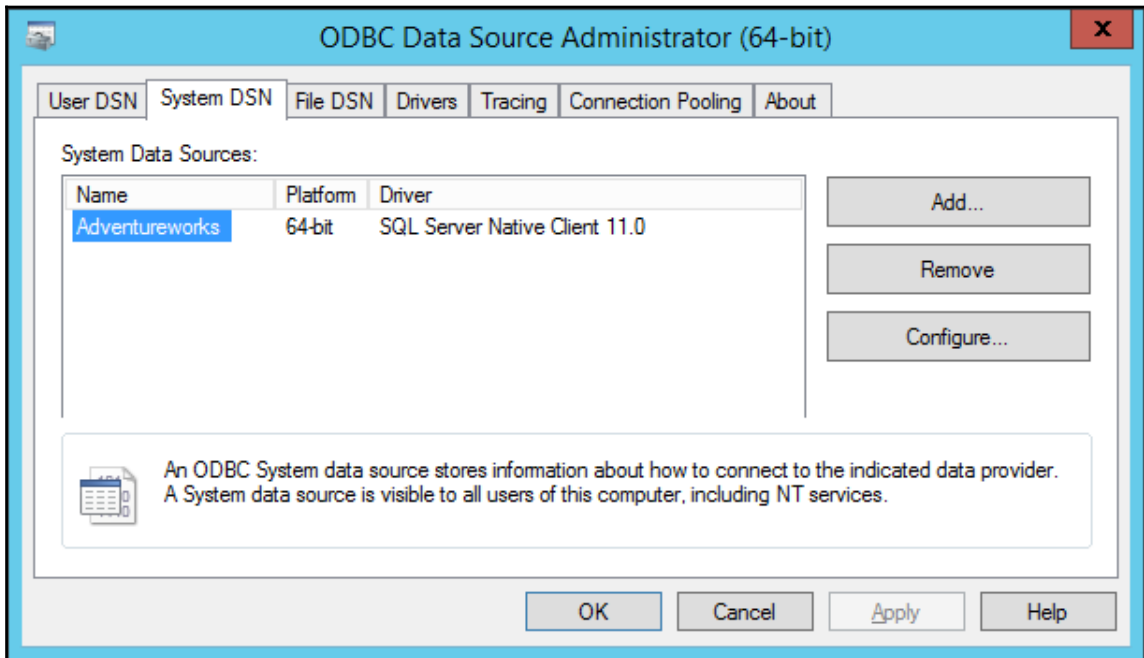 ODBC Data Source Administrator (64-bit)
x
User DSN System DSN File DSN Drivers Tracing Connection Pooling About
System Data Sources:
Name Platform Driver
Adventureworks 64-bit SQL Server Native Client 11.0
Add...
Remove
Configure...
An ODBC System data source stores information about how to connect to the indicated data provider.
A System data source is visible to all users of this computer, including NT services.
OK Cancel Apply Help